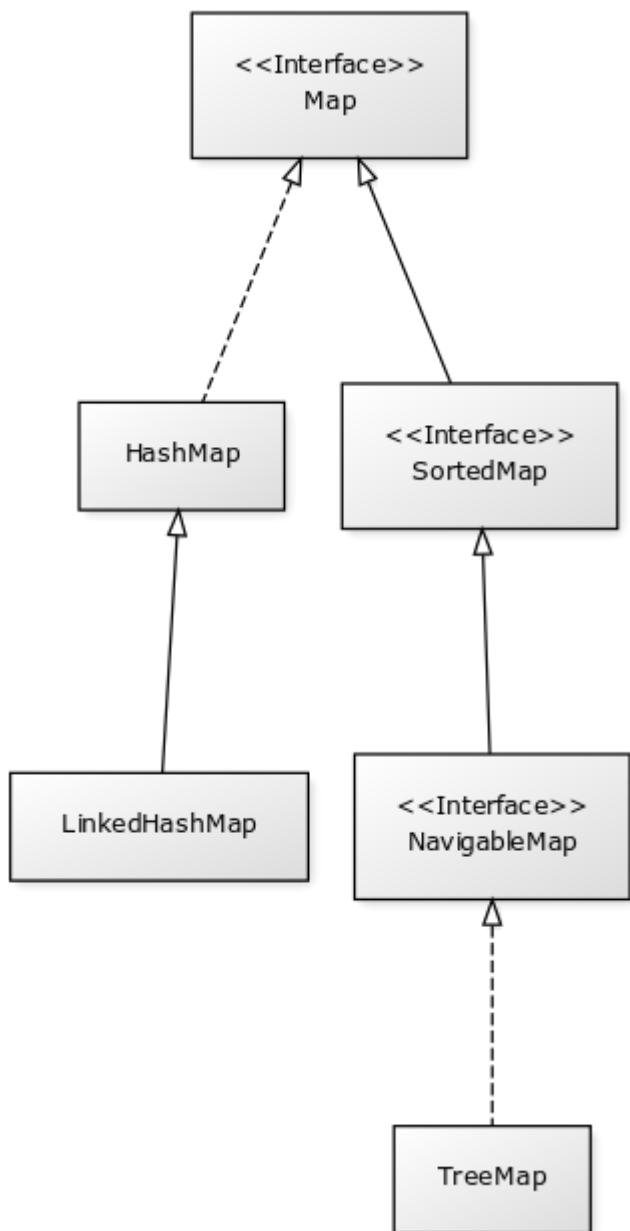 <<Interface>>
Map
HashMap
<<Interface>>
SortedMap
LinkedHashMap
<<Interface>>
NavigableMap
TreeMap